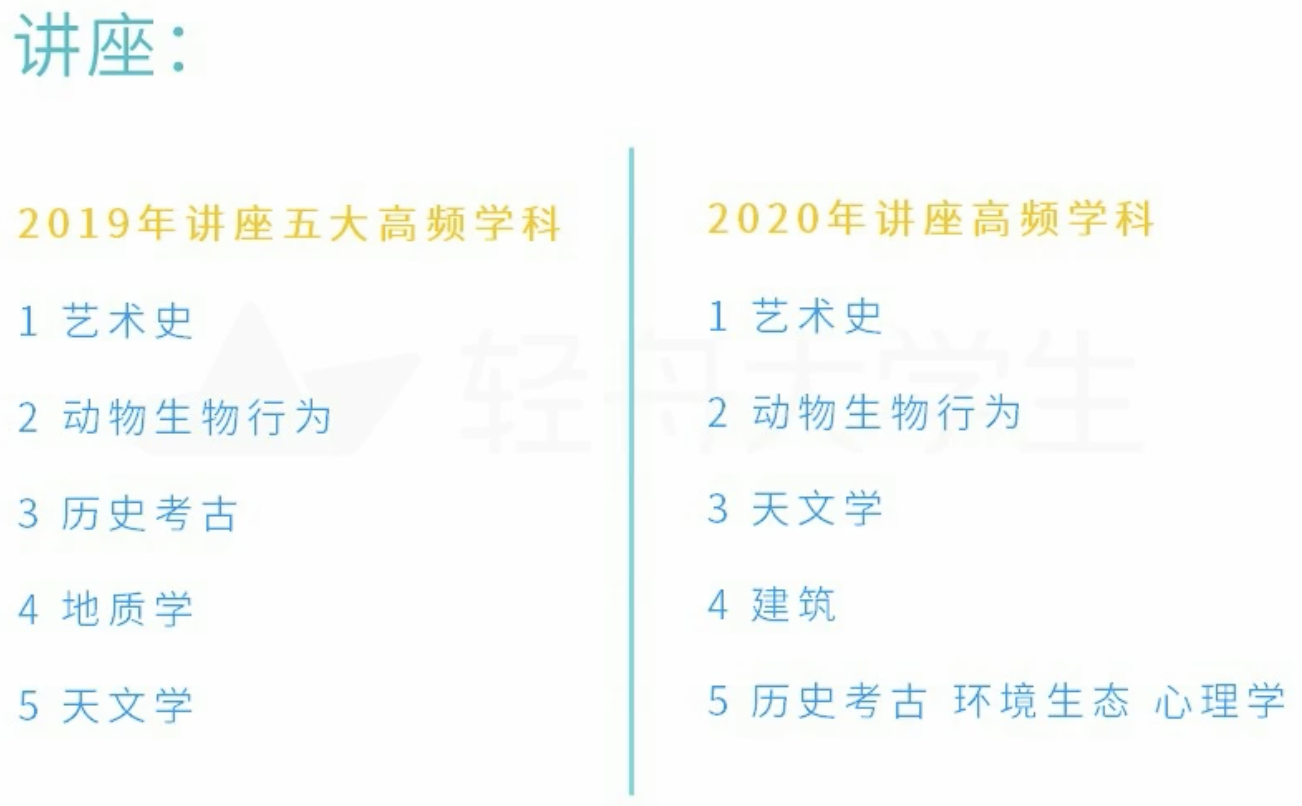 讲座：
2019年讲座五大高频学科
1 艺术史
2 动物生物行为
3 历史考古
4 地质学
5 天文学
2020年讲座高频学科
1 艺术史
2 动物生物行为
3 天文学
4 建筑
5 历史考古 环境生态 心理学
轻舟大学生